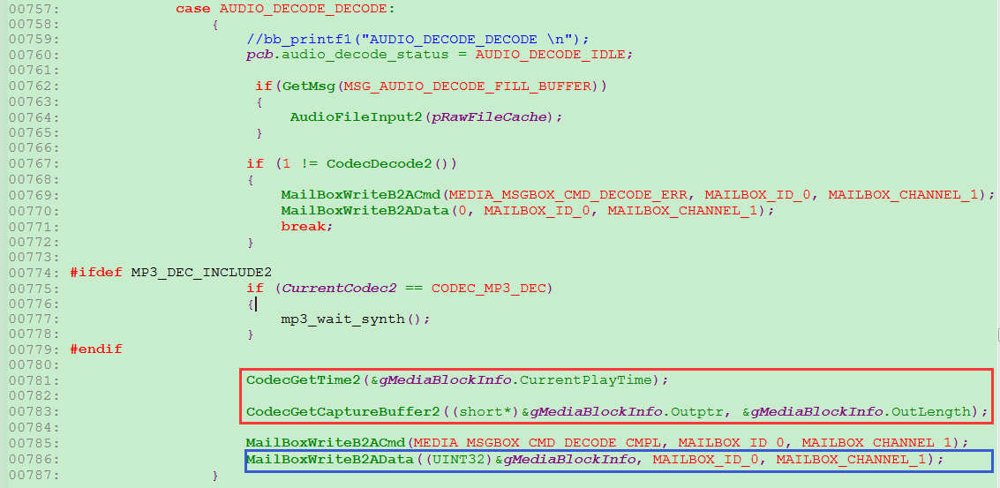 00757:             case AUDIO_DECODE_DECODE:
00758:                 {
00759:                     //bb_printf1("AUDIO_DECODE_DECODE \n");
00760:                     pcb.audio_decode_status = AUDIO_DECODE_IDLE;
00761:
00762:                      if(GetMsg(MSG_AUDIO_DECODE_FILL_BUFFER))
00763:                      {
00764:                          AudioFileInput2(pRawFileCache);
00765:                      }
00766:
00767:                     if (1 != CodecDecode2())
00768:                     {
00769:                         MailBoxWriteB2ACmd(MEDIA_MSGBOX_CMD_DECODE_ERR, MAILBOX_ID_0, MAILBOX_CHANNEL_1);
00770:                         MailBoxWriteB2AData(0, MAILBOX_ID_0, MAILBOX_CHANNEL_1);
00771:                         break;
00772:                     }
00773:
00774: #ifdef MP3_DEC_INCLUDE2
00775:                     if (CurrentCodec2 == CODEC_MP3_DEC)
00776:                     {
00777:                         mp3_wait_synth();
00778:                     }
00779: #endif
00780:
00781:                     CodecGetTime2(&gMediaBlockInfo.CurrentPlayTime);
00782:
00783:                     CodecGetCaptureBuffer2((short*)&gMediaBlockInfo.Outptr, &gMediaBlockInfo.OutLength);
00784:
00785:                     MailBoxWriteB2ACmd(MEDIA_MSGBOX_CMD_DECODE_CMPL, MAILBOX_ID_0, MAILBOX_CHANNEL_1);
00786:                     MailBoxWriteB2AData((UINT32)&gMediaBlockInfo, MAILBOX_ID_0, MAILBOX_CHANNEL_1);
00787:                 }